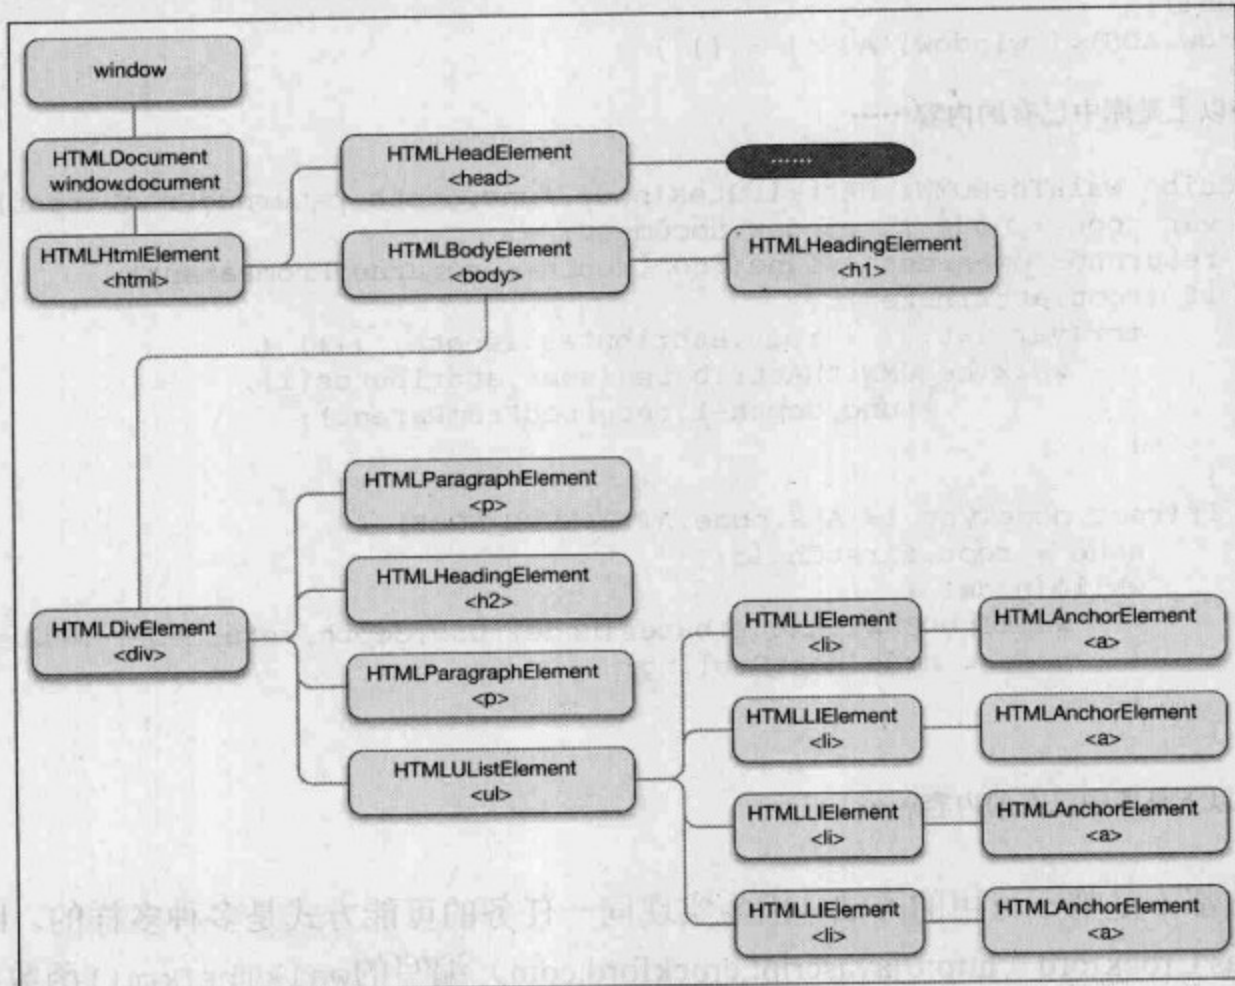 window
HTMLDocument
window.document
HTMLHtmlElement
<html>
HTMLHeadElement
<head>
......
HTMLBodyElement
<body>
HTMLHeadingElement
<h1>
HTMLDivElement
<div>
HTMLParagraphElement
<p>
HTMLHeadingElement
<h2>
HTMLParagraphElement
<p>
HTMLUListElement
<ul>
HTMLLIElement
<li>
HTMLAnchorElement
<a>
HTMLLIElement
<li>
HTMLAnchorElement
<a>
HTMLLIElement
<li>
HTMLAnchorElement
<a>
HTMLLIElement
<li>
HTMLAnchorElement
<a>